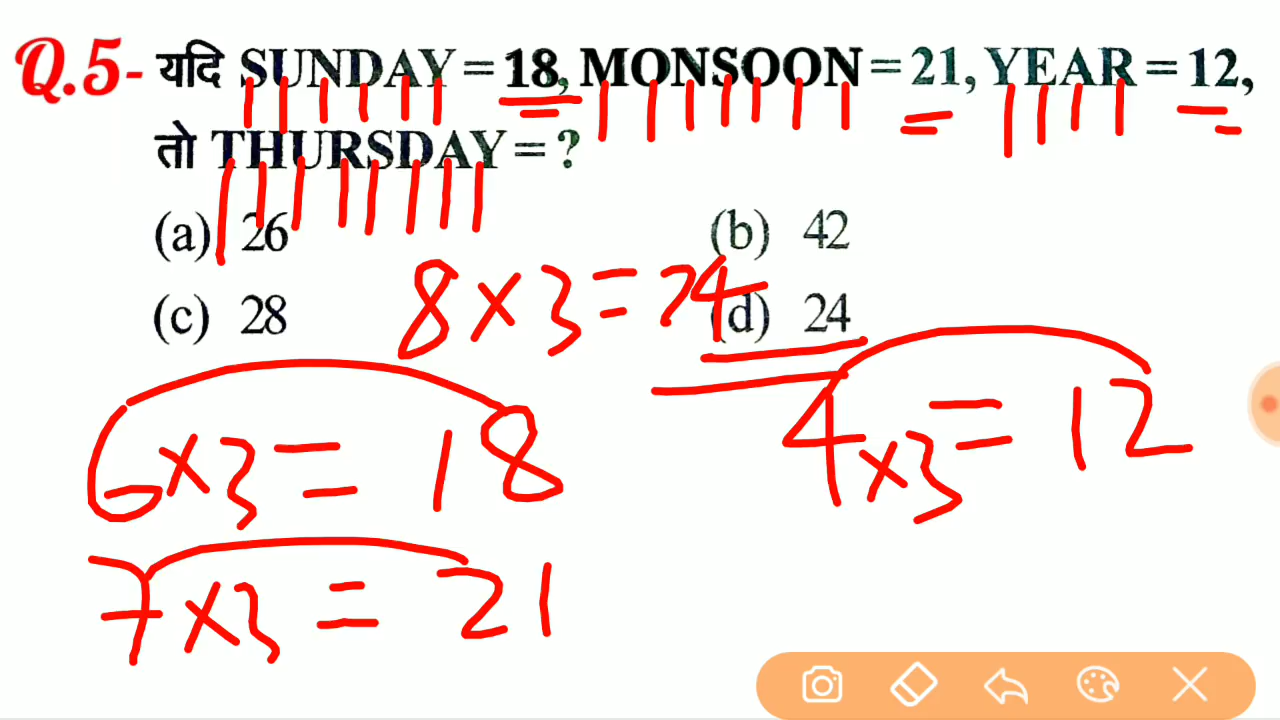 Q.5- यदि SUNDAY = 18, MONSOON = 21, YEAR = 12,
तो THURSDAY = ?
(a) 26 (b) 42
(c) 28 (d) 24
8×3=24
6×3=18
4×3=12
7×3=21